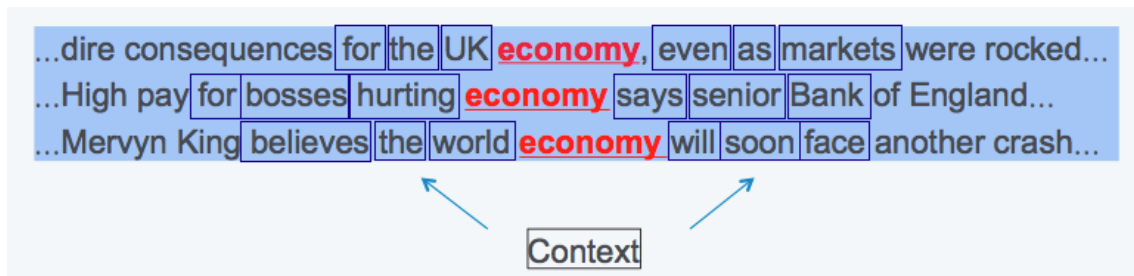 ...dire consequences for the UK economy, even as markets were rocked...
...High pay for bosses hurting economy says senior Bank of England...
...Mervyn King believes the world economy will soon face another crash...
Context